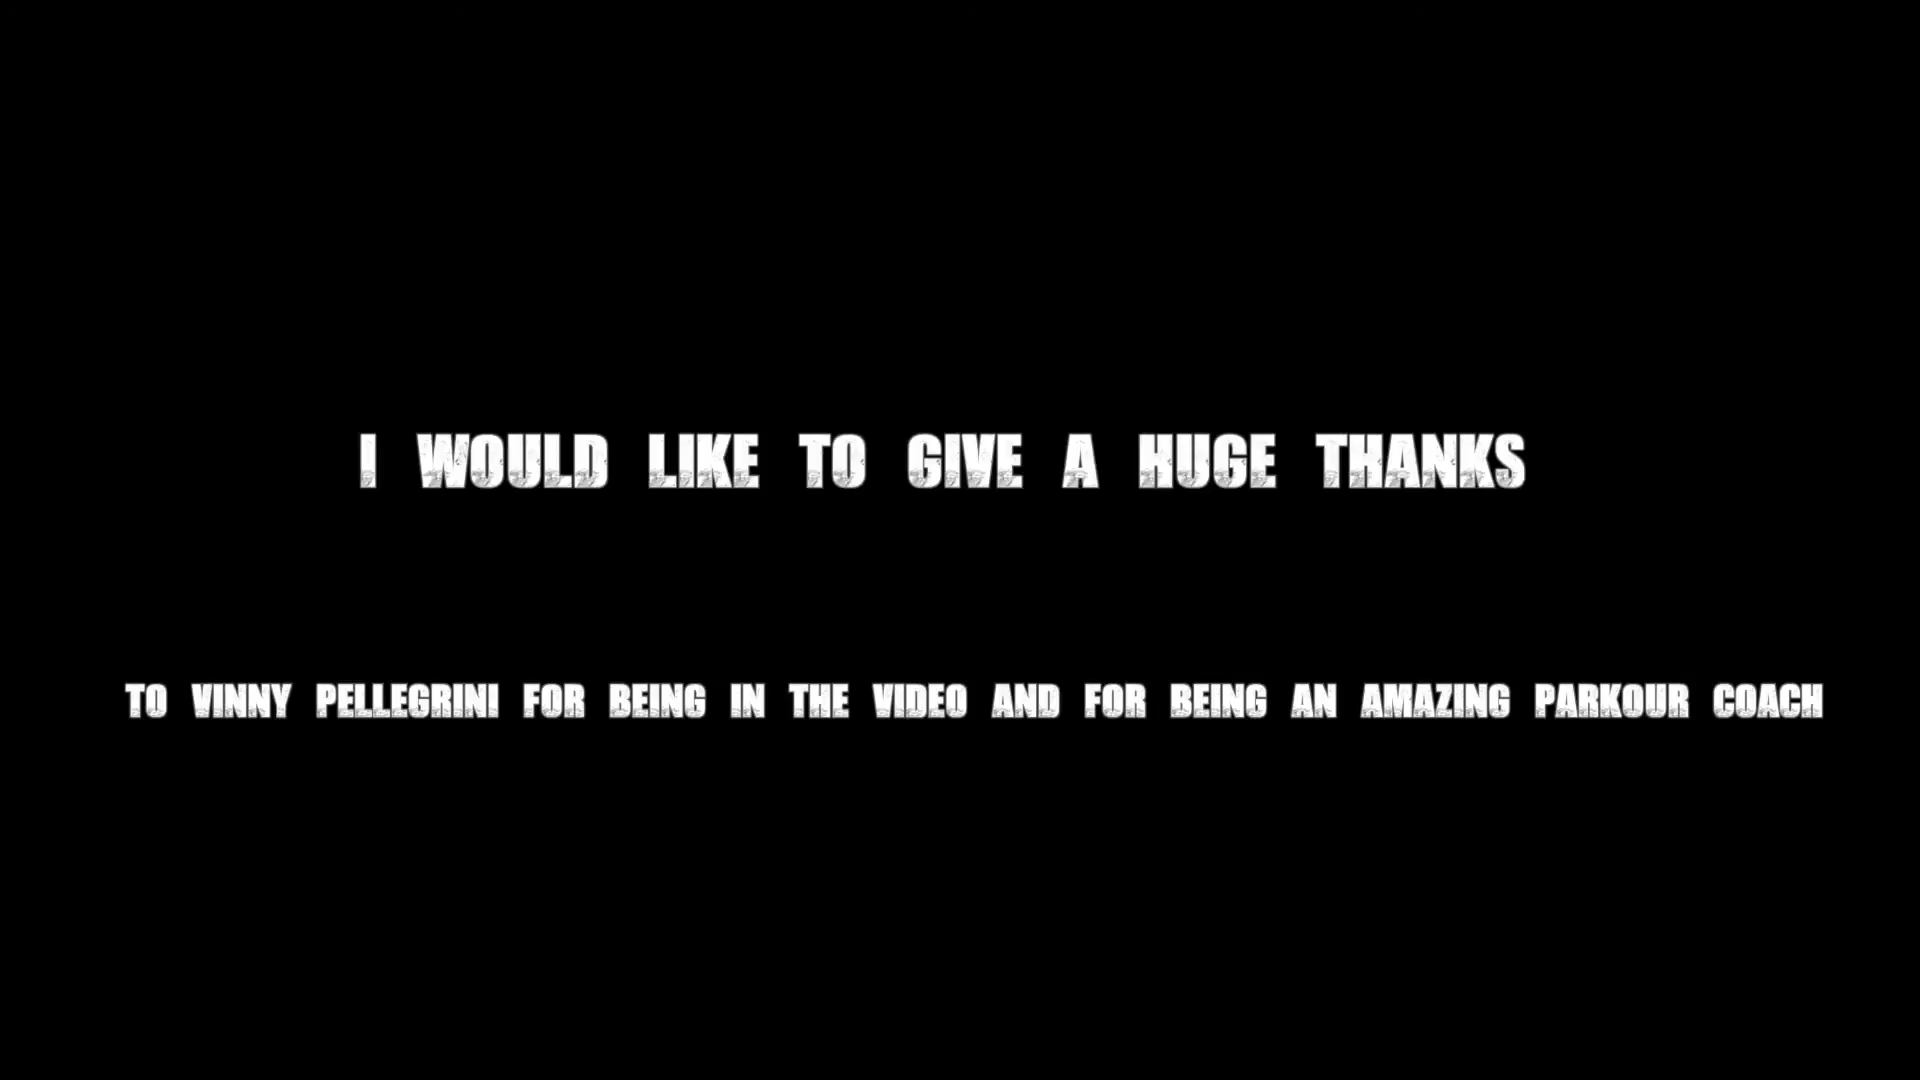 I WOULD LIKE TO GIVE A HUGE THANKS
TO VINNY PELLEGRINI FOR BEING IN THE VIDEO AND FOR BEING AN AMAZING PARKOUR COACH